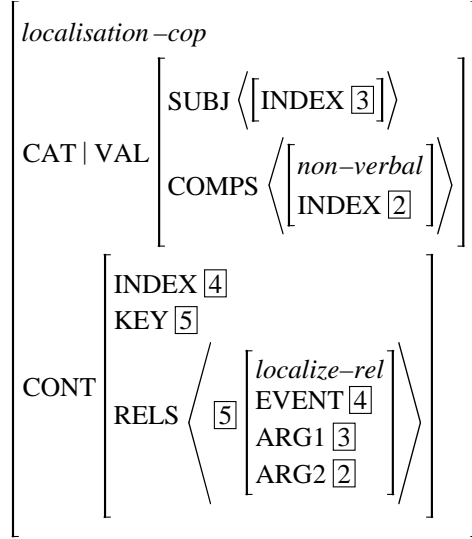 localisation–cop
SUBJ ⟨[INDEX 3]⟩
CAT | VAL
COMPS ⟨[non–verbal
INDEX 2]⟩
INDEX 4
KEY 5
CONT
RELS ⟨ 5 [localize–rel
EVENT 4
ARG1 3
ARG2 2]⟩